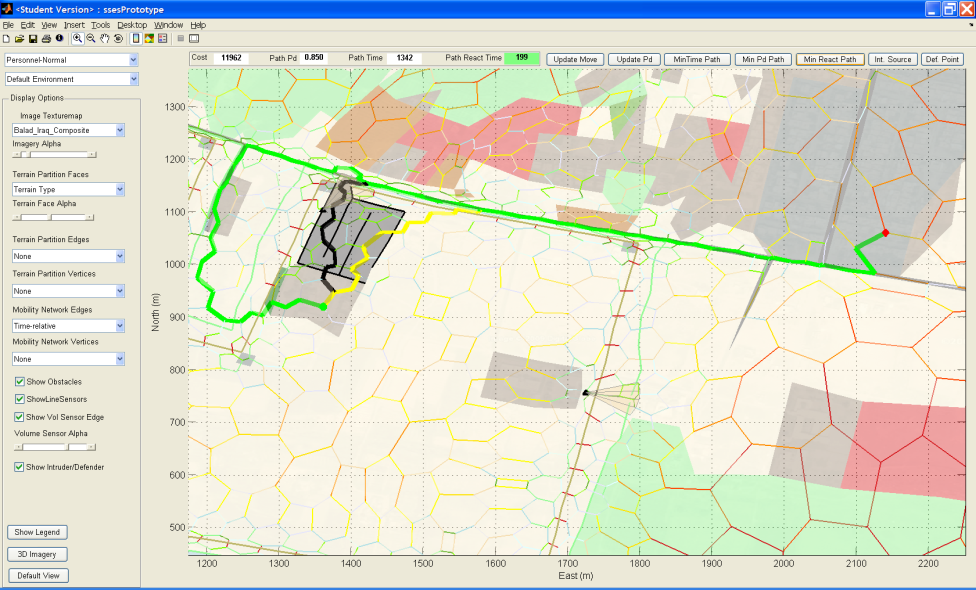 <Student Version> : ssesPrototype
File Edit View Insert Tools Desktop Window Help
Cost 11962 Path Pd 0.850 Path Time 1342 Path React Time 199 Update Move Update Pd MinTime Path Min Pd Path Min React Path Int. Source Def. Point
Personnel-Normal
Default Environment
Display Options
Image Texturemap
Balad_Iraq_Composite
Imagery Alpha
Terrain Partition Faces
Terrain Type
Terrain Face Alpha
Terrain Partition Edges
None
Terrain Partition Vertices
None
Mobility Network Edges
Time-relative
Mobility Network Vertices
None
Show Obstacles
ShowLineSensors
Show Vol Sensor Edge
Volume Sensor Alpha
Show Intruder/Defender
Show Legend
3D Imagery
Default View
North (m)
1300
1200
1100
1000
900
800
700
600
500
1200 1300 1400 1500 1600 1700 1800 1900 2000 2100 2200
East (m)